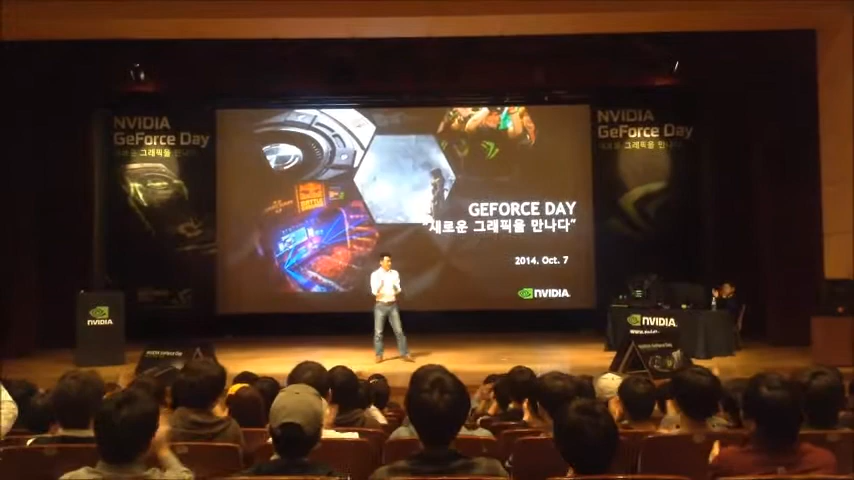 NVIDIA
GeFORCE Day
새로운 그래픽을 만나다
NVIDIA
GeFORCE Day
새로운 그래픽을 만나다
GEFORCE DAY
"새로운 그래픽을 만나다"
2014. Oct. 7
NVIDIA.
NVIDIA.
NVIDIA.